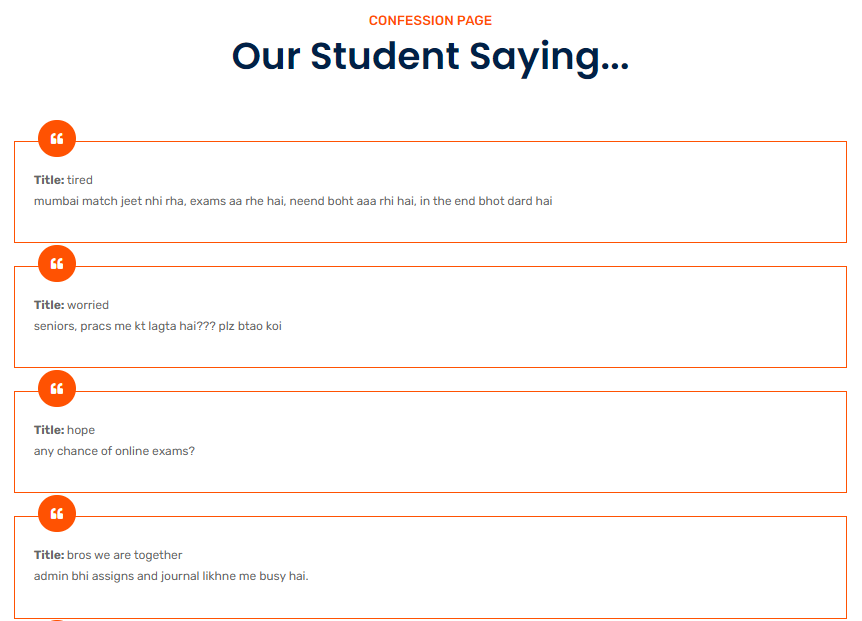 CONFESSION PAGE
Our Student Saying...
Title: tired
mumbai match jeet nhi rha, exams aa rhe hai, neend boht aaa rhi hai, in the end bhot dard hai
Title: worried
seniors, pracs me kt lagta hai??? plz btao koi
Title: hope
any chance of online exams?
Title: bros we are together
admin bhi assigns and journal likhne me busy hai.